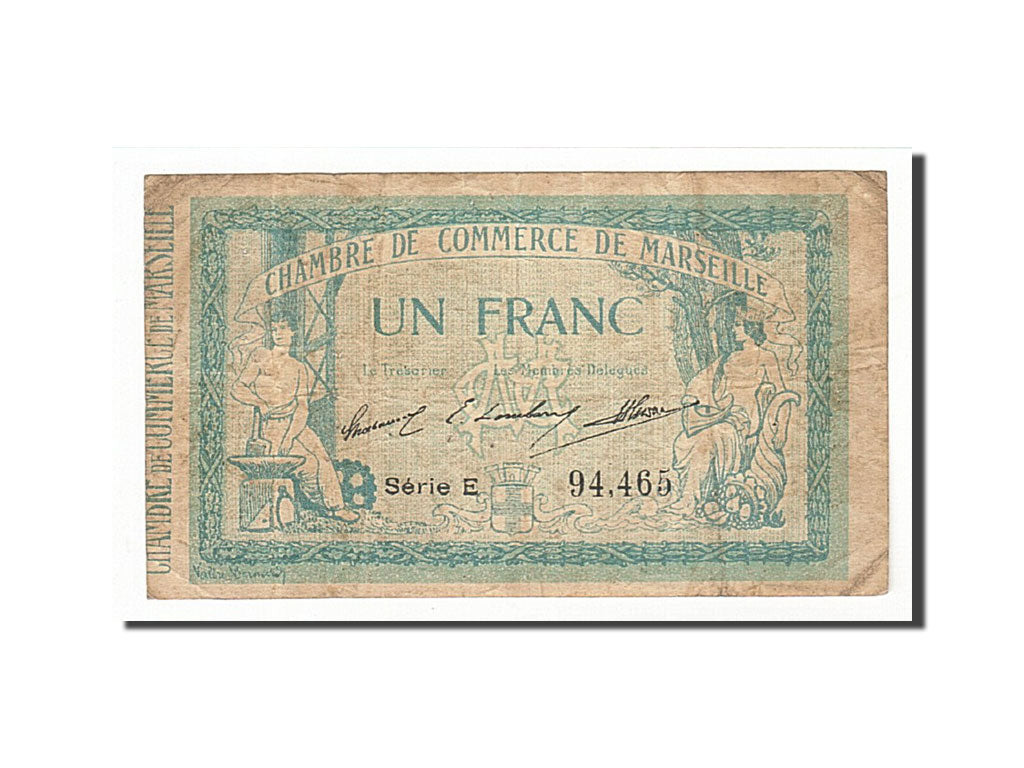 CHAMBRE DE COMMERCE DE MARSEILLE
CHAMBRE DE COMMERCE DE MARSEILLE
UN FRANC
Le Trésorier Les Membres Délégués
Série E 94,465